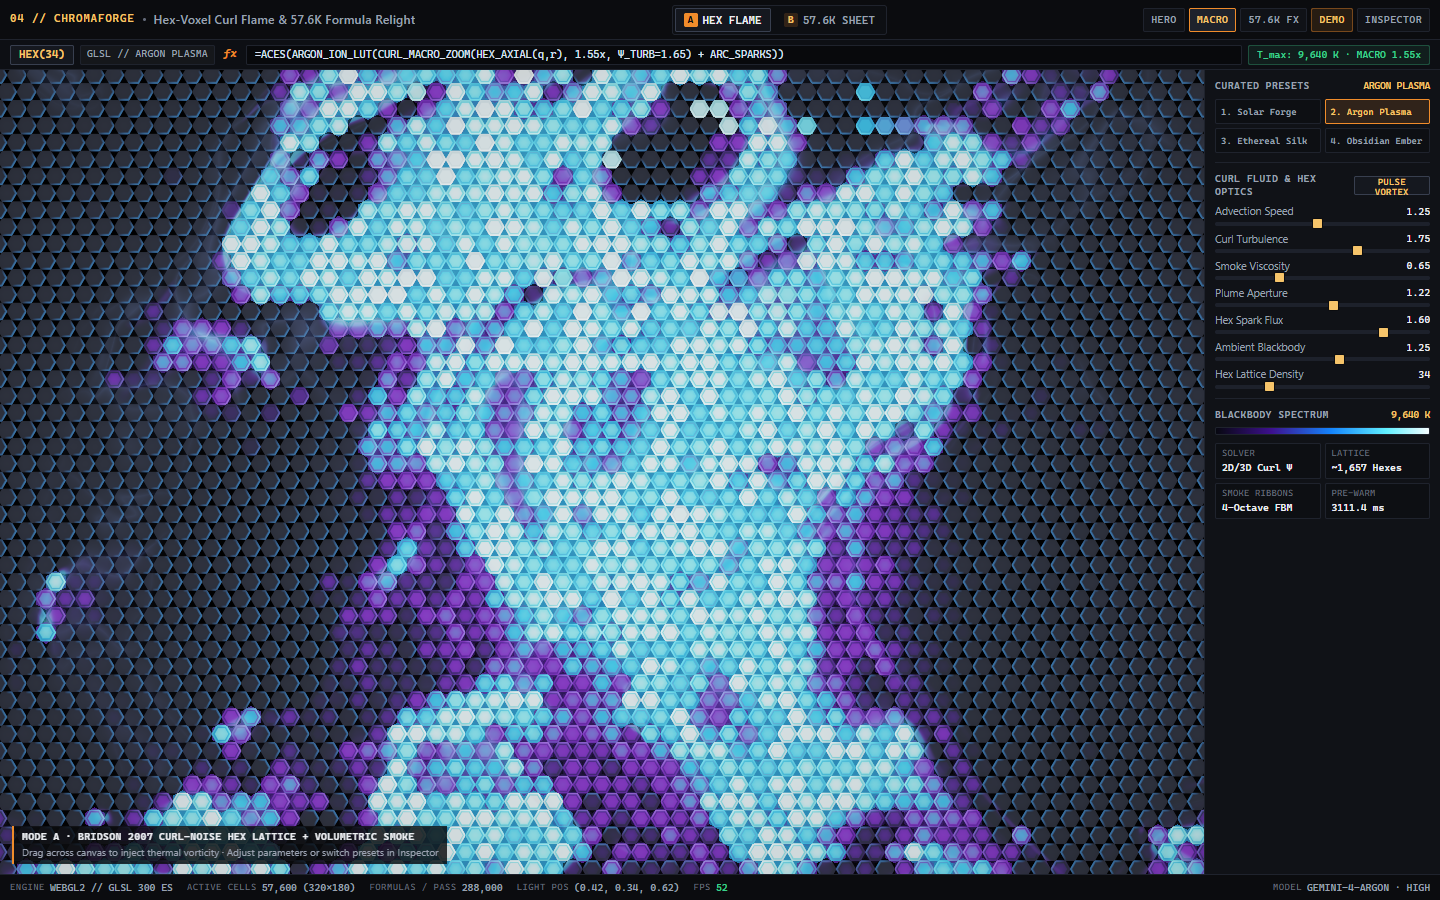 04 // CHROMAFORGE • Hex-Voxel Curl Flame & 57.6K Formula Relight
A HEX FLAME B 57.6K SHEET
HERO MACRO 57.6K FX DEMO INSPECTOR
HEX(34) GLSL // ARGON PLASMA fx =ACES(ARGON_ION_LUT(CURL_MACRO_ZOOM(HEX_AXIAL(q,r), 1.55x, Ψ_TURB=1.65) + ARC_SPARKS))
T_max: 9,640 K · MACRO 1.55x
CURATED PRESETS ARGON PLASMA
1. Solar Forge 2. Argon Plasma
3. Ethereal Silk 4. Obsidian Ember
CURL FLUID & HEX OPTICS
PULSE VORTEX
Advection Speed 1.25
Curl Turbulence 1.75
Smoke Viscosity 0.65
Plume Aperture 1.22
Hex Spark Flux 1.60
Ambient Blackbody 1.25
Hex Lattice Density 34
BLACKBODY SPECTRUM 9,640 K
SOLVER LATTICE
2D/3D Curl Ψ ~1,657 Hexes
SMOKE RIBBONS PRE-WARM
4-Octave FBM 3111.4 ms
MODE A · BRIDSON 2007 CURL-NOISE HEX LATTICE + VOLUMETRIC SMOKE
Drag across canvas to inject thermal vorticity · Adjust parameters or switch presets in Inspector
ENGINE WEBGL2 // GLSL 300 ES ACTIVE CELLS 57,600 (320×180) FORMULAS / PASS 288,000 LIGHT POS (0.42, 0.34, 0.62) FPS 52
MODEL GEMINI-4-ARGON · HIGH